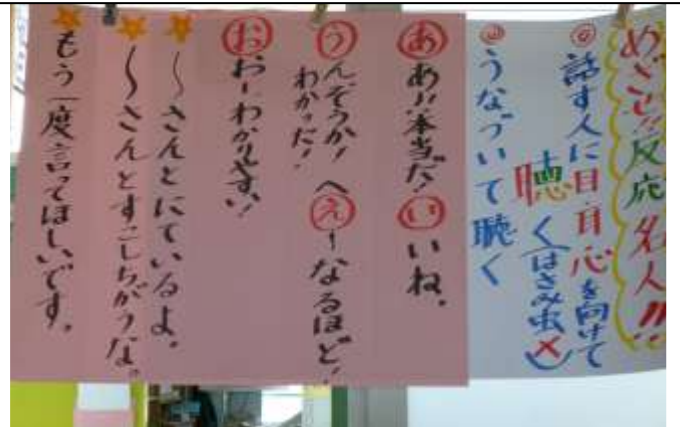 めざせ!!反応名人!!
◎話す人に目・耳・心を向けて
聴く(はさみ虫×)
◎うなづいて聴く
あ あ!!本当だ! い いね。
う んそうか! へ え ーなるほど!
わかった!
お おーわかりやすい!
★～さんとにているよ。
★～さんとすこしちがうな。
★もう一度言ってほしいです。